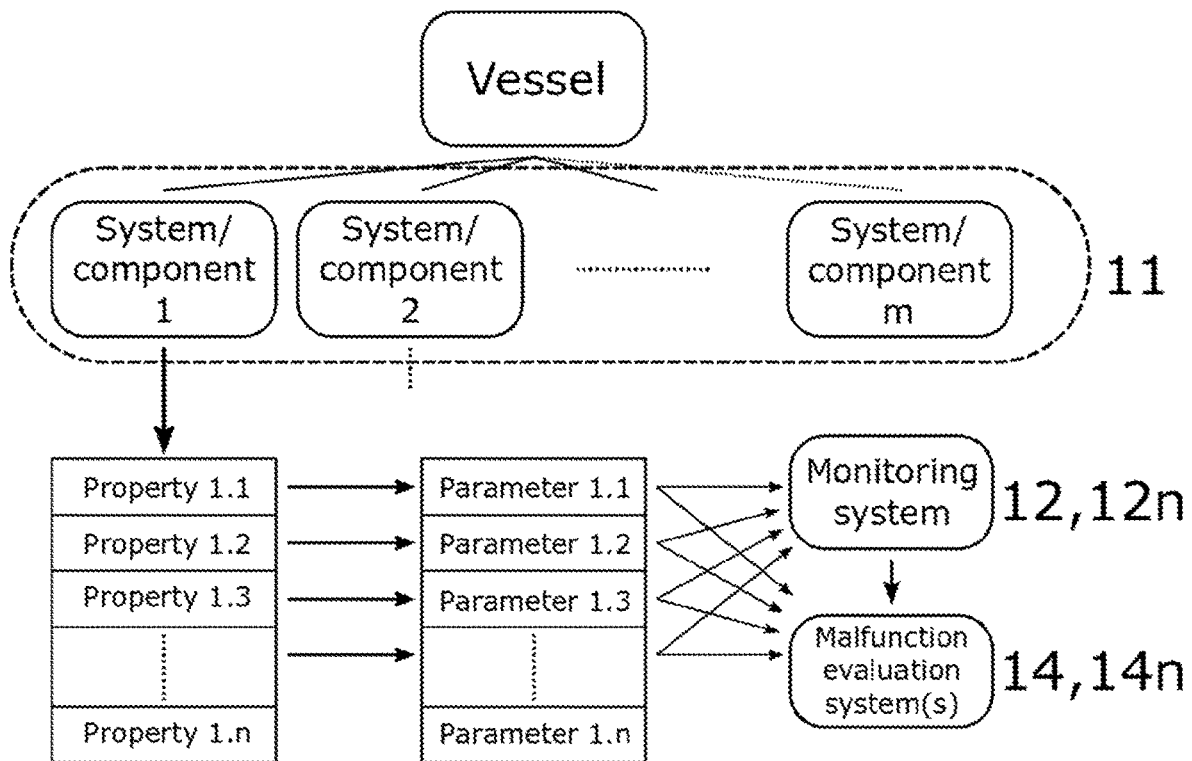 Vessel
System/
component
1
System/
component
2
System/
component
m
11
Property 1.1
Property 1.2
Property 1.3
Property 1.n
Parameter 1.1
Parameter 1.2
Parameter 1.3
Parameter 1.n
Monitoring
system
12,12n
Malfunction
evaluation
system(s)
14,14n